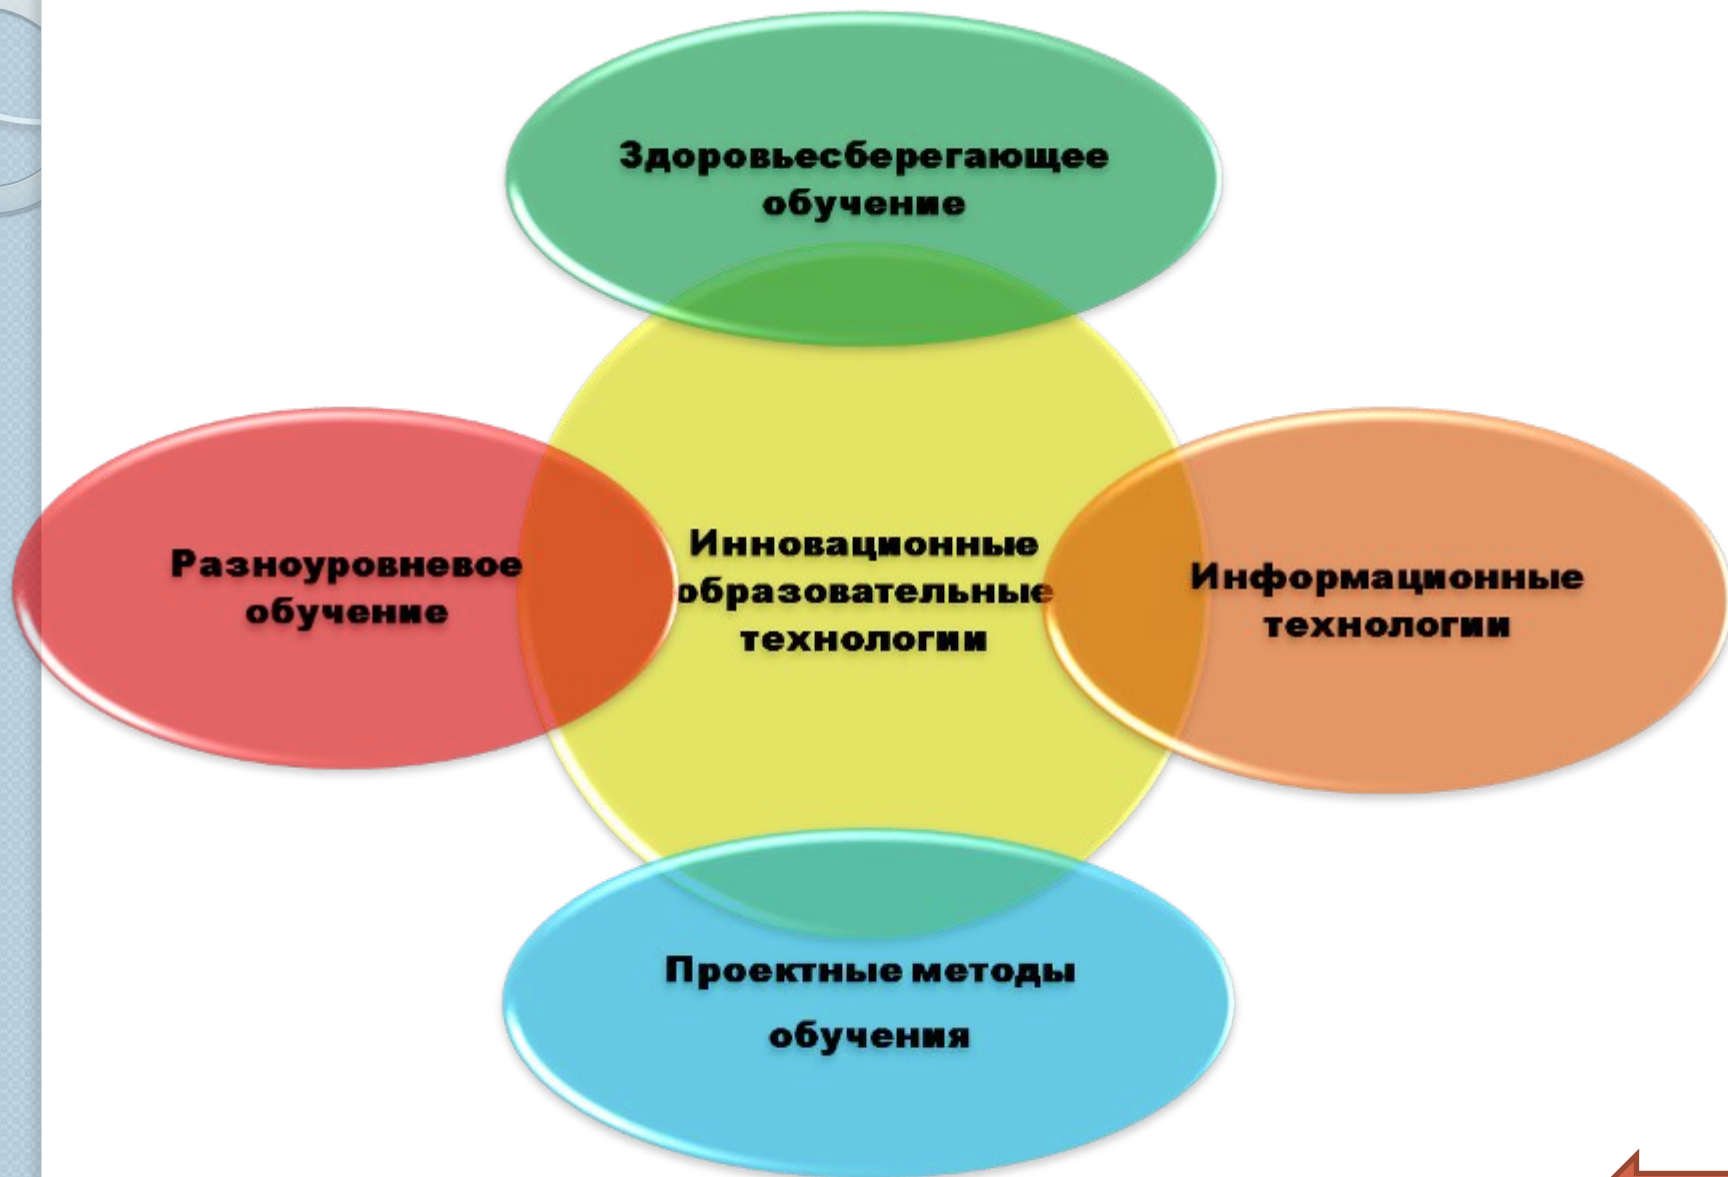 Здоровьесберегающее
обучение
Разноуровневое
обучение
Инновационные
образовательные
технологии
Информационные
технологии
Проектные методы
обучения